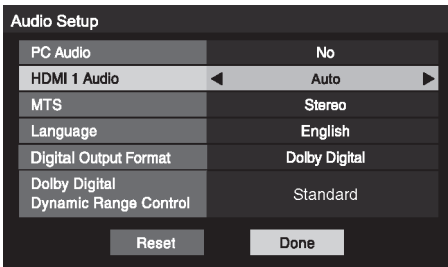 Audio Setup
PC Audio No
HDMI 1 Audio Auto
MTS Stereo
Language English
Digital Output Format Dolby Digital
Dolby Digital
Dynamic Range Control Standard
Reset Done